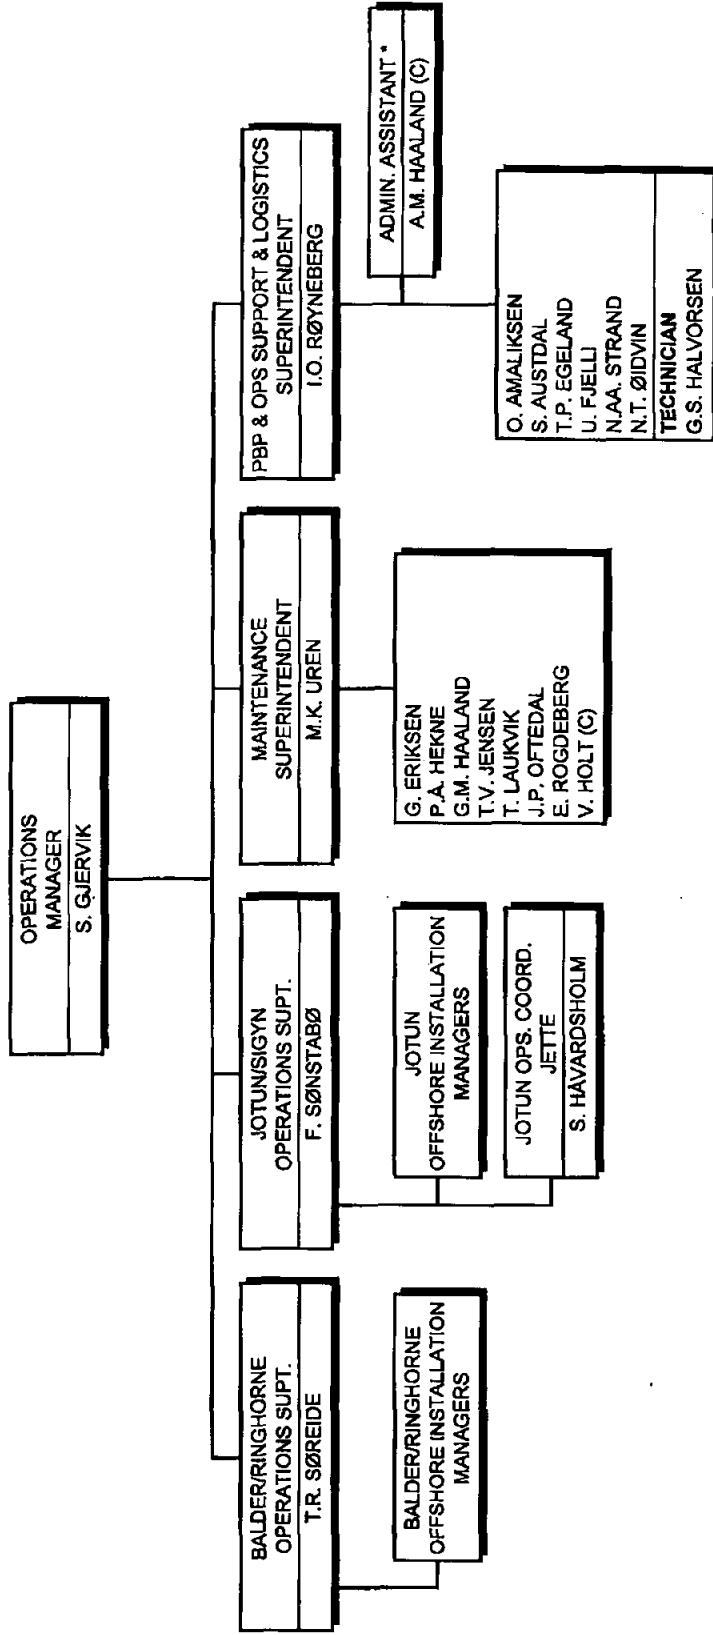 OPERATIONS
MANAGER
S. GJERVIK
BALDER/RINGHORNE
OPERATIONS SUPT.
T.R. SØREIDE
BALDER/RINGHORNE
OFFSHORE INSTALLATION
MANAGERS
JOTUN/SIGYN
OPERATIONS SUPT.
F. SØNSTABØ
JOTUN
OFFSHORE INSTALLATION
MANAGERS
JOTUN OPS. COORD.
JETTE
S. HÅVARDSHOLM
MAINTENANCE
SUPERINTENDENT
M.K. UREN
G. ERIKSEN
P.A. HEKNE
G.M. HAALAND
T.V. JENSEN
T. LAUKVIK
J.P. OFTEDAL
E. ROGDEBERG
V. HOLT (C)
PBP & OPS SUPPORT & LOGISTICS
SUPERINTENDENT
I.O. RØYNEBERG
ADMIN. ASSISTANT *
A.M. HAALAND (C)
O. AMALIKSEN
S. AUSTDAL
T.P. EGELAND
U. FJELLI
N.AA. STRAND
N.T. ØIDVIN
TECHNICIAN
G.S. HALVORSEN